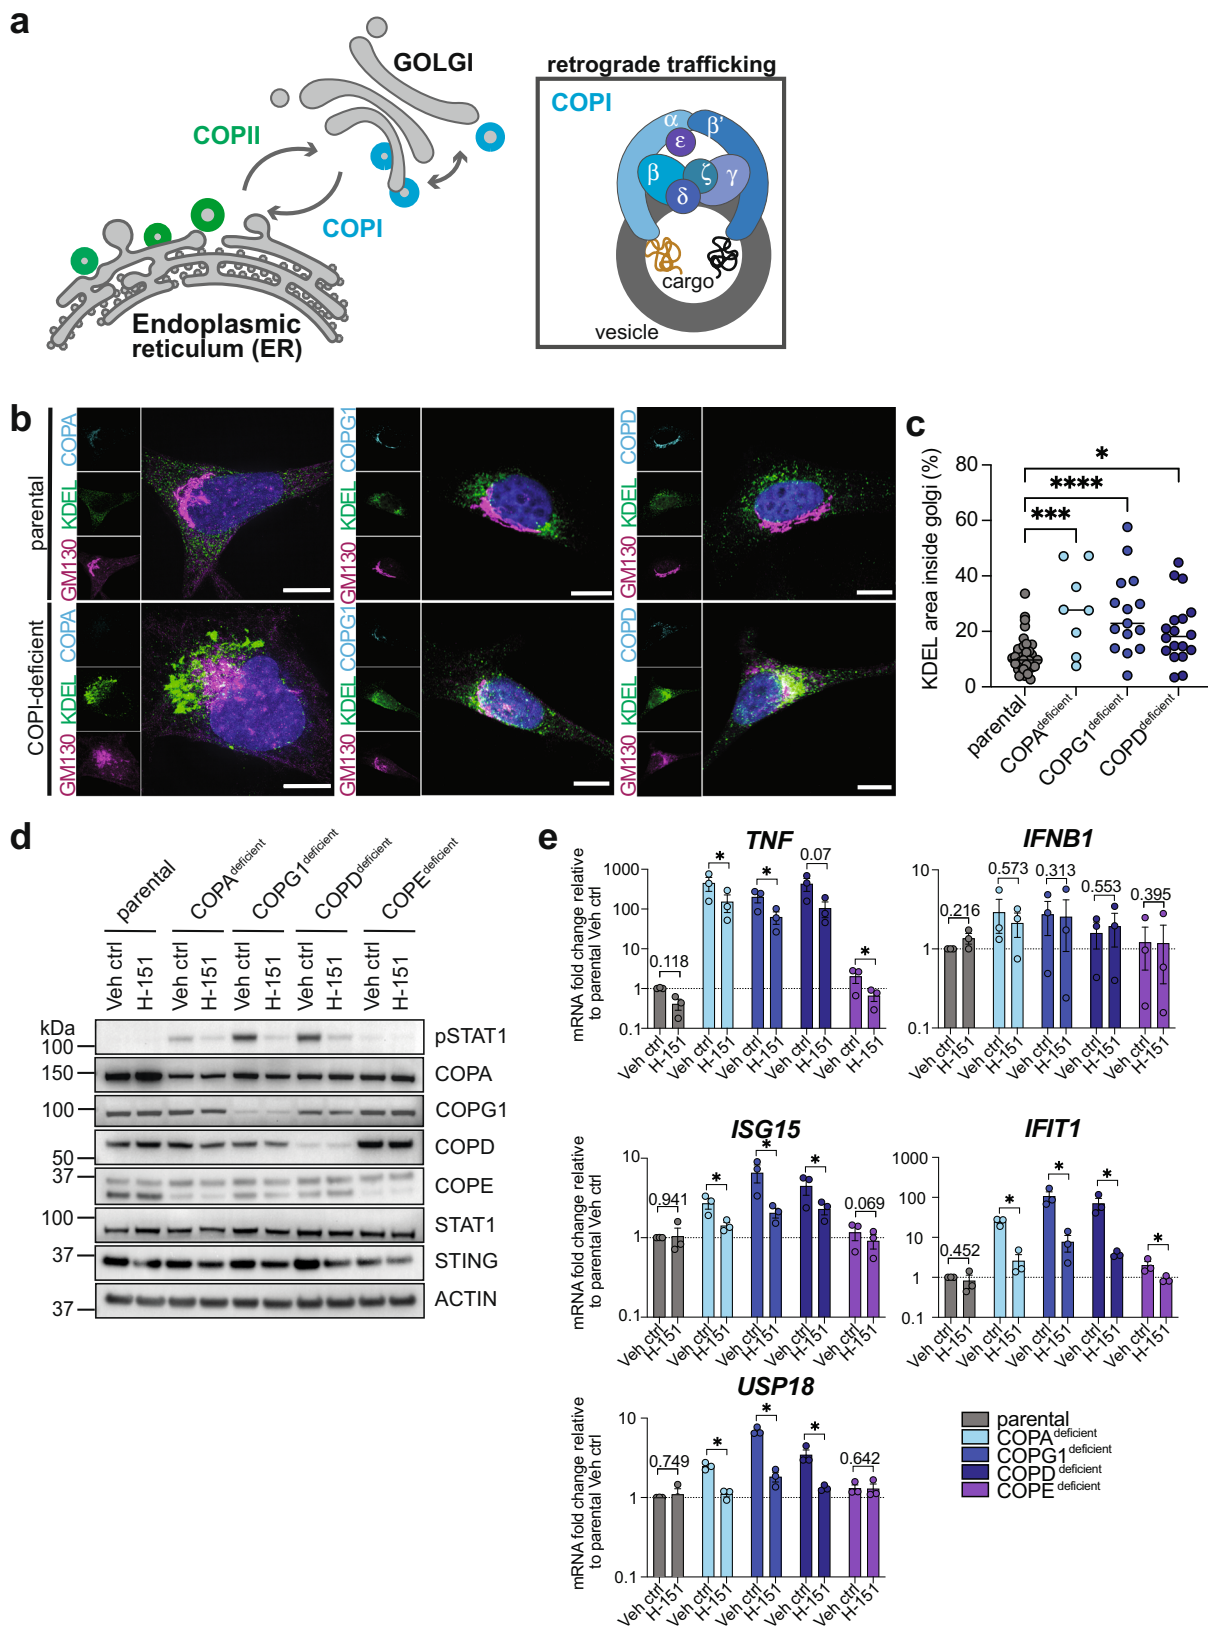 a
GOLGI
COPII
COPI
Endoplasmic
reticulum (ER)
retrograde trafficking
COPI
α
β'
ε
β
ζ
γ
δ
cargo
vesicle
b
parental
COPI-deficient
GM130 KDEL COPA
GM130 KDEL COPG1
GM130 KDEL COPD
GM130 KDEL COPA
GM130 KDEL COPG1
GM130 KDEL COPD
c
KDEL area inside golgi (%)
80
60
40
20
0
*
****
***
parental
COPAdeficient
COPG1deficient
COPDdeficient
d
parental
COPAdeficient
COPG1deficient
COPDdeficient
COPEdeficient
Veh ctrl
H-151
Veh ctrl
H-151
Veh ctrl
H-151
Veh ctrl
H-151
Veh ctrl
H-151
kDa
100
pSTAT1
150
COPA
100
COPG1
50
COPD
37
COPE
100
STAT1
37
STING
37
ACTIN
e
TNF
mRNA fold change relative
to parental Veh ctrl
1000
100
10
1
0.1
0.118
*
*
0.07
*
Veh ctrl
H-151
Veh ctrl
H-151
Veh ctrl
H-151
Veh ctrl
H-151
Veh ctrl
H-151
IFNB1
10
1
0.1
0.216
0.573
0.313
0.553
0.395
Veh ctrl
H-151
Veh ctrl
H-151
Veh ctrl
H-151
Veh ctrl
H-151
Veh ctrl
H-151
ISG15
mRNA fold change relative
to parental Veh ctrl
10
1
0.1
0.941
*
*
*
0.069
Veh ctrl
H-151
Veh ctrl
H-151
Veh ctrl
H-151
Veh ctrl
H-151
Veh ctrl
H-151
IFIT1
1000
100
10
1
0.1
0.452
*
*
*
*
Veh ctrl
H-151
Veh ctrl
H-151
Veh ctrl
H-151
Veh ctrl
H-151
Veh ctrl
H-151
USP18
mRNA fold change relative
to parental Veh ctrl
10
1
0.1
0.749
*
*
*
0.642
Veh ctrl
H-151
Veh ctrl
H-151
Veh ctrl
H-151
Veh ctrl
H-151
Veh ctrl
H-151
parental
COPAdeficient
COPG1deficient
COPDdeficient
COPEdeficient